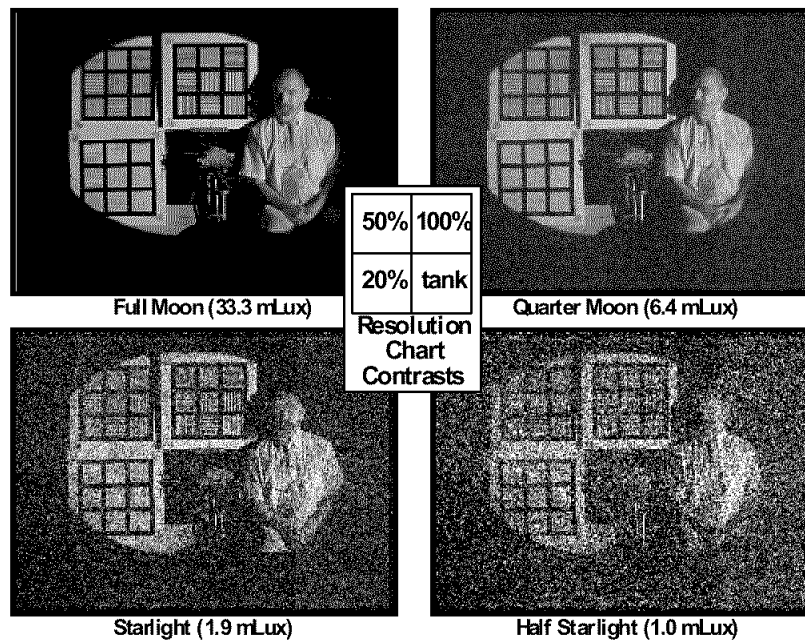 50% 100%
20% tank
Resolution
Chart
Contrasts
Full Moon (33.3 mLux)
Quarter Moon (6.4 mLux)
Starlight (1.9 mLux)
Half Starlight (1.0 mLux)